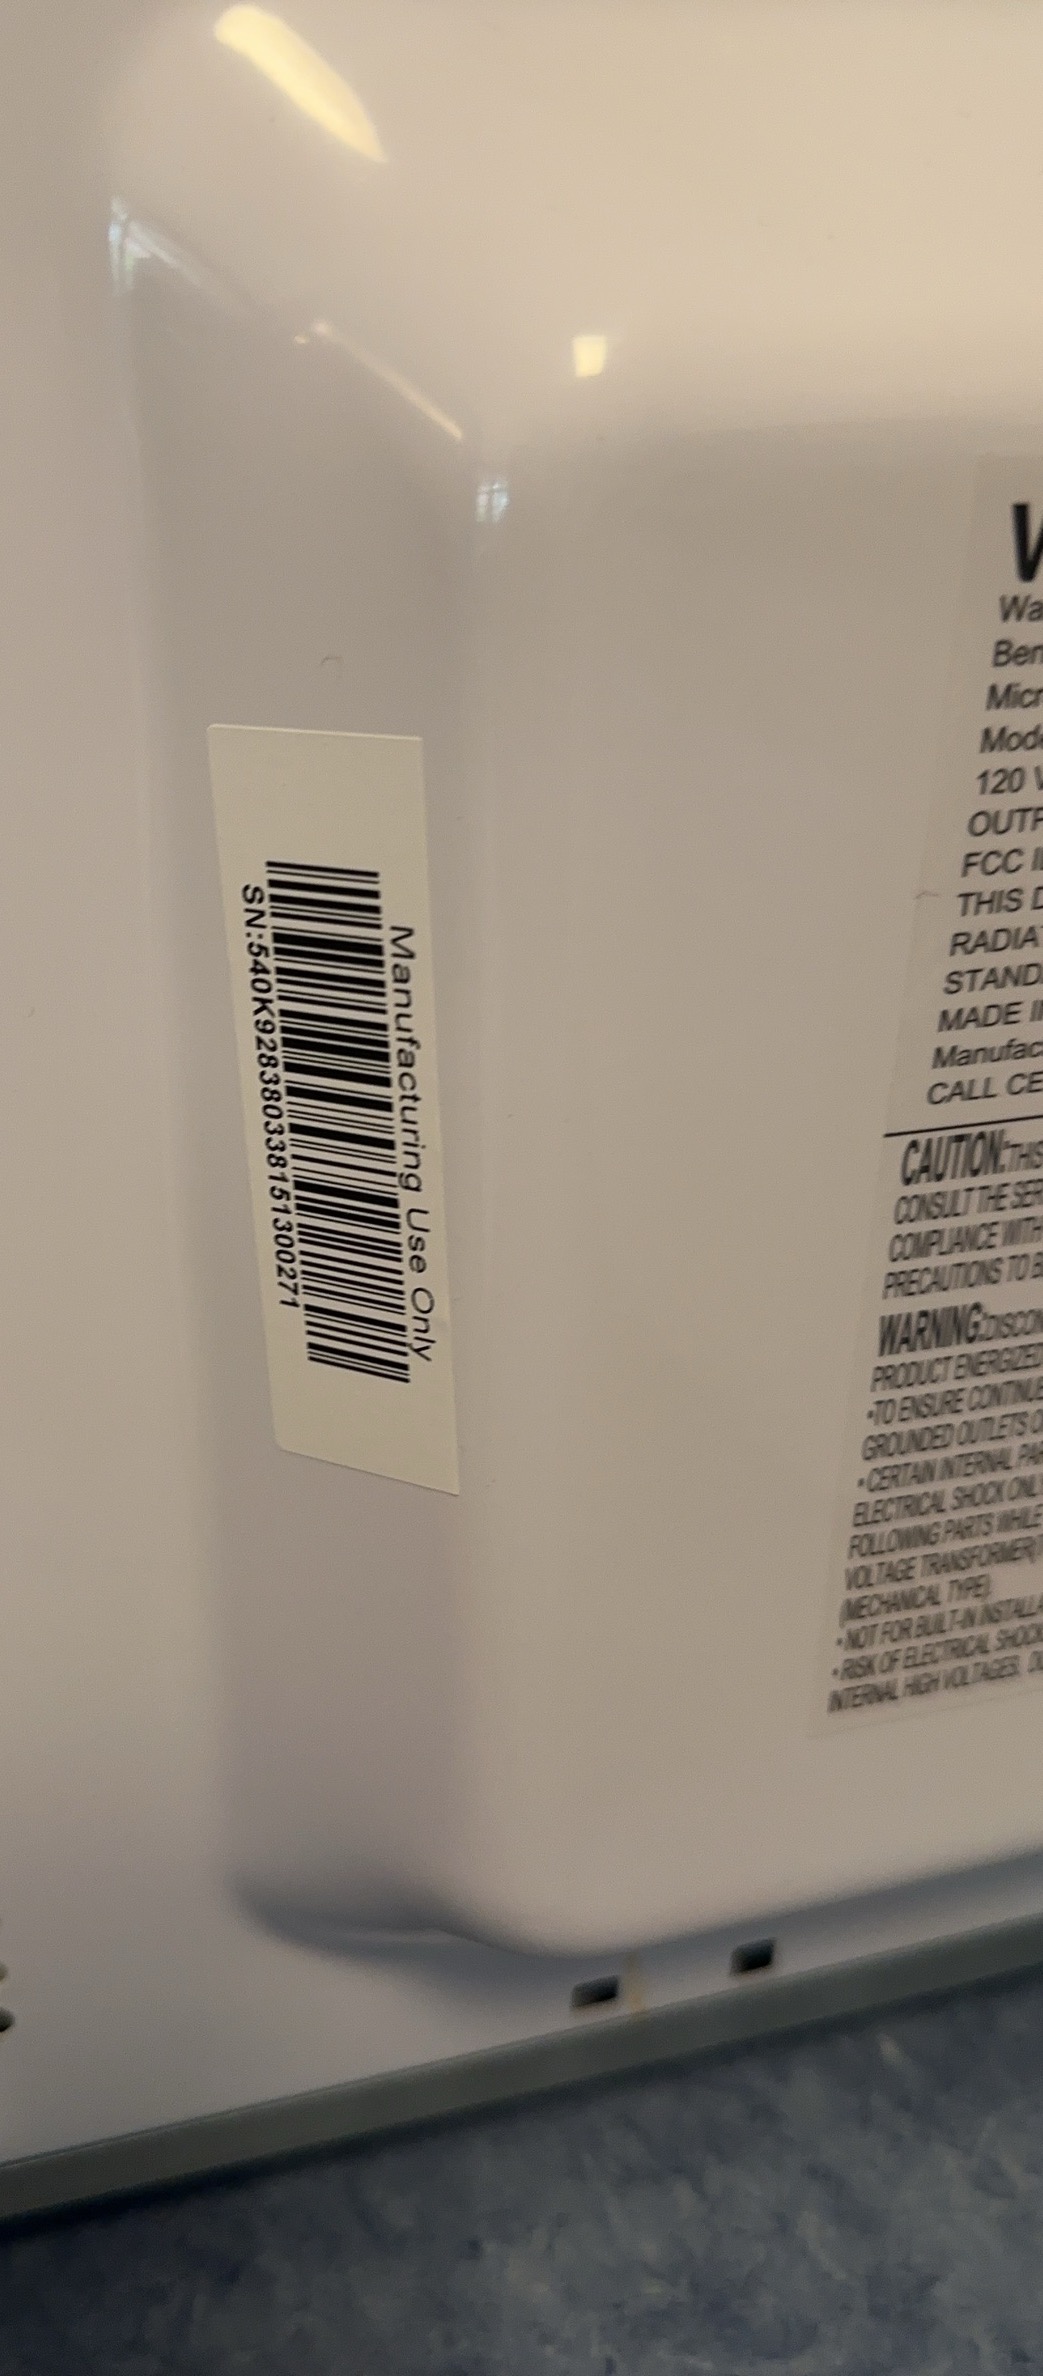 Manufacturing Use Only
SN:540K928380338151300271
Wa
Ben
Micr
Mode
120 V
OUTP
FCC I
THIS D
RADIA
STAND
MADE I
Manufac
CALL CE
CAUTION:THIS
CONSULT THE SER
COMPLIANCE WITH
PRECAUTIONS TO B
WARNING:DISCON
PRODUCT ENERGIZED
•TO ENSURE CONTINUE
GROUNDED OUTLETS O
•CERTAIN INTERNAL PAR
ELECTRICAL SHOCK ONL
FOLLOWING PARTS WHILE
VOLTAGE TRANSFORMER
(MECHANICAL TYPE).
•NOT FOR BUILT-IN INSTALLA
•RISK OF ELECTRICAL SHOCK
INTERNAL HIGH VOLTAGES.